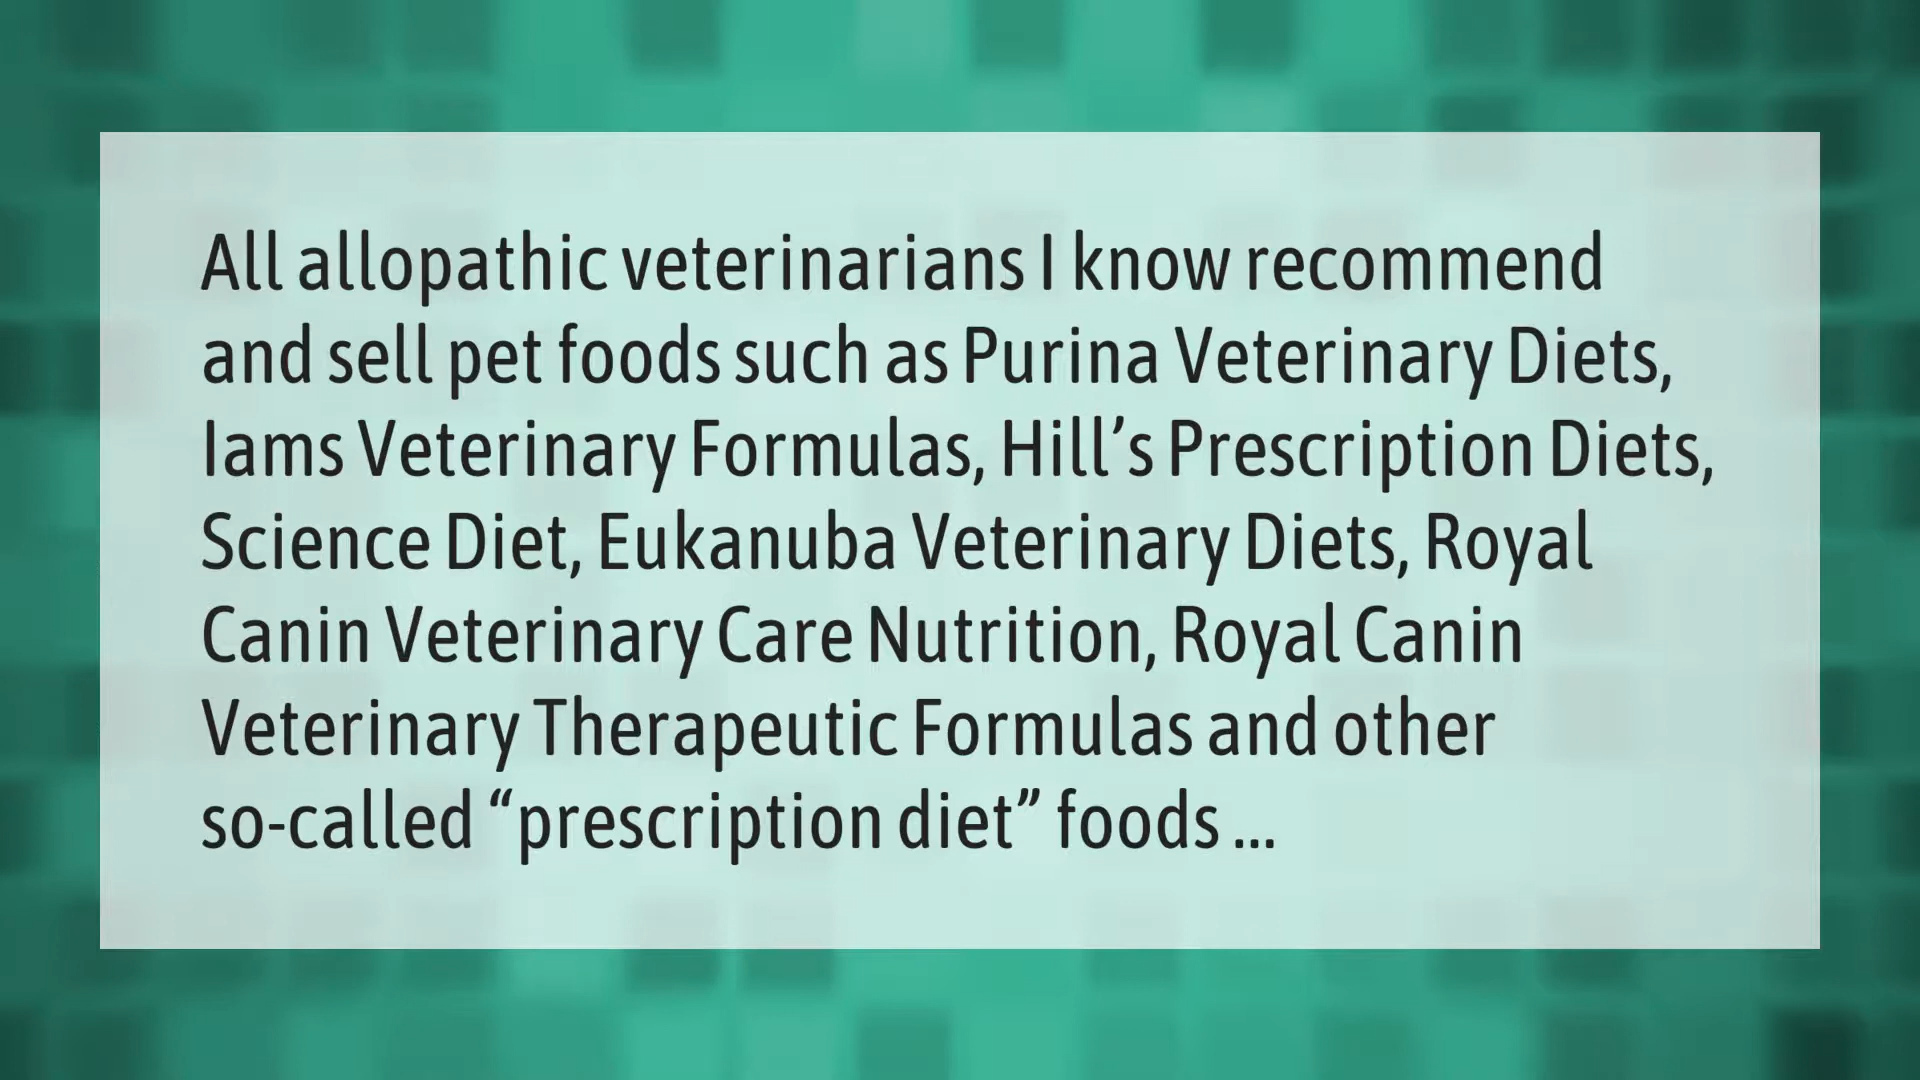 All allopathic veterinarians I know recommend
and sell pet foods such as Purina Veterinary Diets,
Iams Veterinary Formulas, Hill’s Prescription Diets,
Science Diet, Eukanuba Veterinary Diets, Royal
Canin Veterinary Care Nutrition, Royal Canin
Veterinary Therapeutic Formulas and other
so-called “prescription diet” foods ...